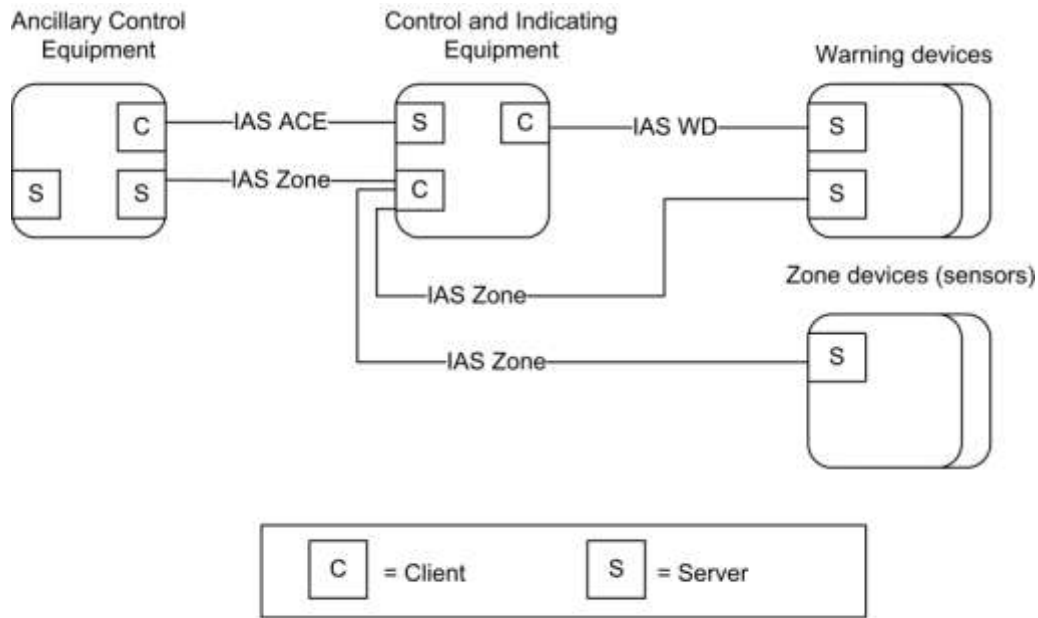 Ancillary Control
Equipment
Control and Indicating
Equipment
Warning devices
C
IAS ACE
S
C
IAS WD
S
S
S
IAS Zone
C
S
Zone devices (sensors)
IAS Zone
IAS Zone
S
C = Client
S = Server